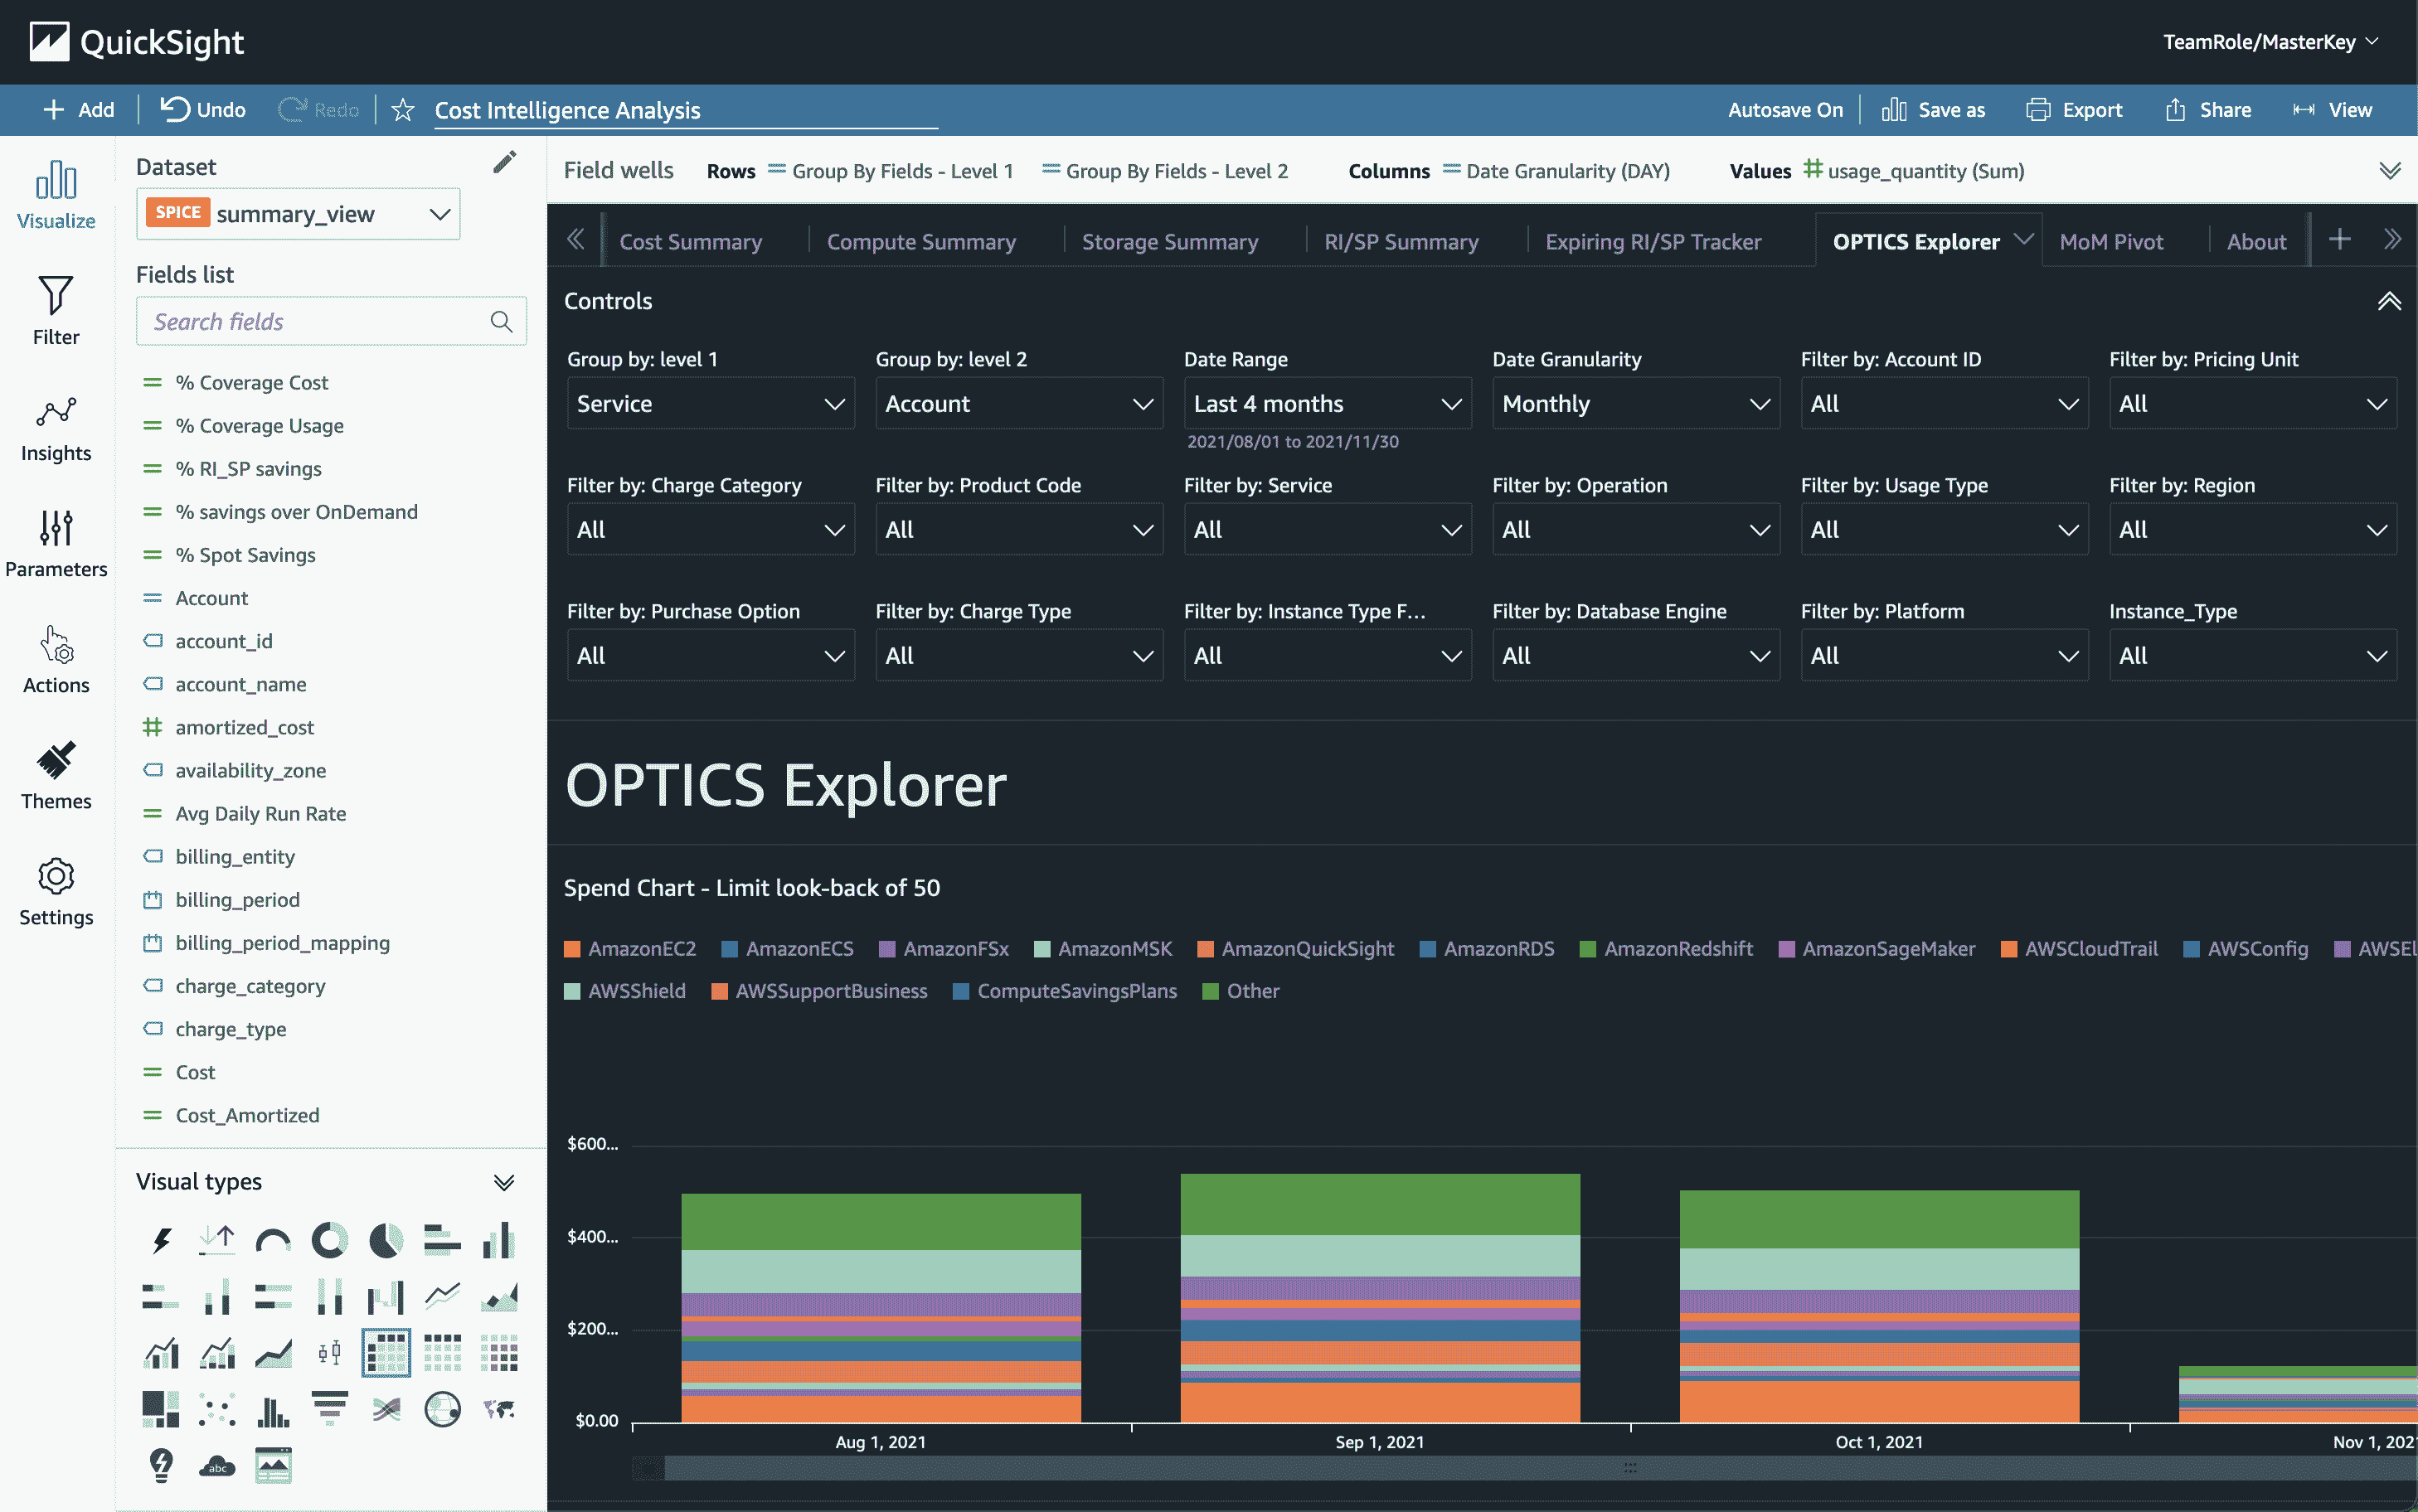 QuickSight
TeamRole/MasterKey
Add
Undo
Redo
Cost Intelligence Analysis
Autosave On
Save as
Export
Share
View
Visualize
Filter
Insights
Parameters
Actions
Themes
Settings
Dataset
SPICE summary_view
Fields list
Search fields
% Coverage Cost
% Coverage Usage
% RI_SP savings
% savings over OnDemand
% Spot Savings
Account
account_id
account_name
amortized_cost
availability_zone
Avg Daily Run Rate
billing_entity
billing_period
billing_period_mapping
charge_category
charge_type
Cost
Cost_Amortized
Visual types
abc
Field wells Rows Group By Fields - Level 1 Group By Fields - Level 2 Columns Date Granularity (DAY) Values usage_quantity (Sum)
Cost Summary Compute Summary Storage Summary RI/SP Summary Expiring RI/SP Tracker OPTICS Explorer MoM Pivot About
Controls
Group by: level 1 Group by: level 2 Date Range Date Granularity Filter by: Account ID Filter by: Pricing Unit
Service Account Last 4 months Monthly All All
2021/08/01 to 2021/11/30
Filter by: Charge Category Filter by: Product Code Filter by: Service Filter by: Operation Filter by: Usage Type Filter by: Region
All All All All All All
Filter by: Purchase Option Filter by: Charge Type Filter by: Instance Type F... Filter by: Database Engine Filter by: Platform Instance_Type
All All All All All All
OPTICS Explorer
Spend Chart - Limit look-back of 50
AmazonEC2 AmazonECS AmazonFSx AmazonMSK AmazonQuickSight AmazonRDS AmazonRedshift AmazonSageMaker AWSCloudTrail AWSConfig AWSEl
AWSShield AWSSupportBusiness ComputeSavingsPlans Other
$600...
$400...
$200...
$0.00
Aug 1, 2021 Sep 1, 2021 Oct 1, 2021 Nov 1, 202